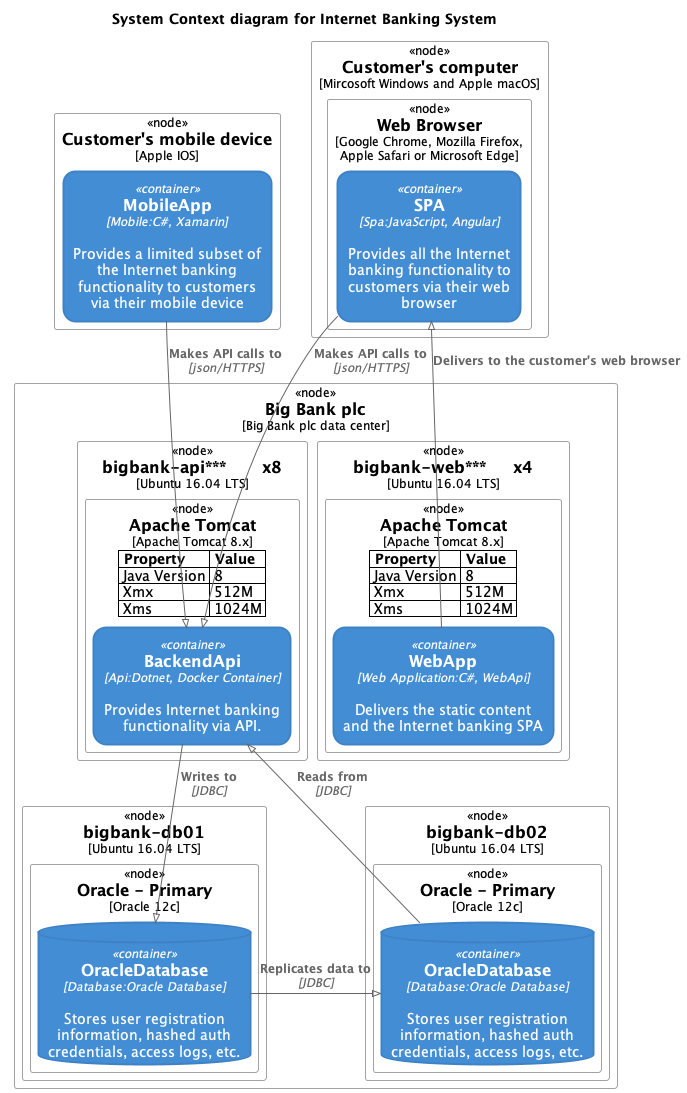 System Context diagram for Internet Banking System
«node»
Customer's computer
[Mircosoft Windows and Apple macOS]
«node»
Web Browser
[Google Chrome, Mozilla Firefox,
Apple Safari or Microsoft Edge]
«container»
SPA
[Spa:JavaScript, Angular]
Provides all the Internet
banking functionality to
customers via their web
browser
«node»
Customer's mobile device
[Apple IOS]
«container»
MobileApp
[Mobile:C#, Xamarin]
Provides a limited subset of
the Internet banking
functionality to customers
via their mobile device
Makes API calls to
[json/HTTPS]
Makes API calls to
[json/HTTPS]
Delivers to the customer's web browser
«node»
Big Bank plc
[Big Bank plc data center]
«node»
bigbank-api*** x8
[Ubuntu 16.04 LTS]
«node»
Apache Tomcat
[Apache Tomcat 8.x]
Property Value
Java Version 8
Xmx 512M
Xms 1024M
«container»
BackendApi
[Api:Dotnet, Docker Container]
Provides Internet banking
functionality via API.
«node»
bigbank-web*** x4
[Ubuntu 16.04 LTS]
«node»
Apache Tomcat
[Apache Tomcat 8.x]
Property Value
Java Version 8
Xmx 512M
Xms 1024M
«container»
WebApp
[Web Application:C#, WebApi]
Delivers the static content
and the Internet banking SPA
Writes to
[JDBC]
Reads from
[JDBC]
«node»
bigbank-db01
[Ubuntu 16.04 LTS]
«node»
Oracle - Primary
[Oracle 12c]
«container»
OracleDatabase
[Database:Oracle Database]
Stores user registration
information, hashed auth
credentials, access logs, etc.
Replicates data to
[JDBC]
«node»
bigbank-db02
[Ubuntu 16.04 LTS]
«node»
Oracle - Primary
[Oracle 12c]
«container»
OracleDatabase
[Database:Oracle Database]
Stores user registration
information, hashed auth
credentials, access logs, etc.